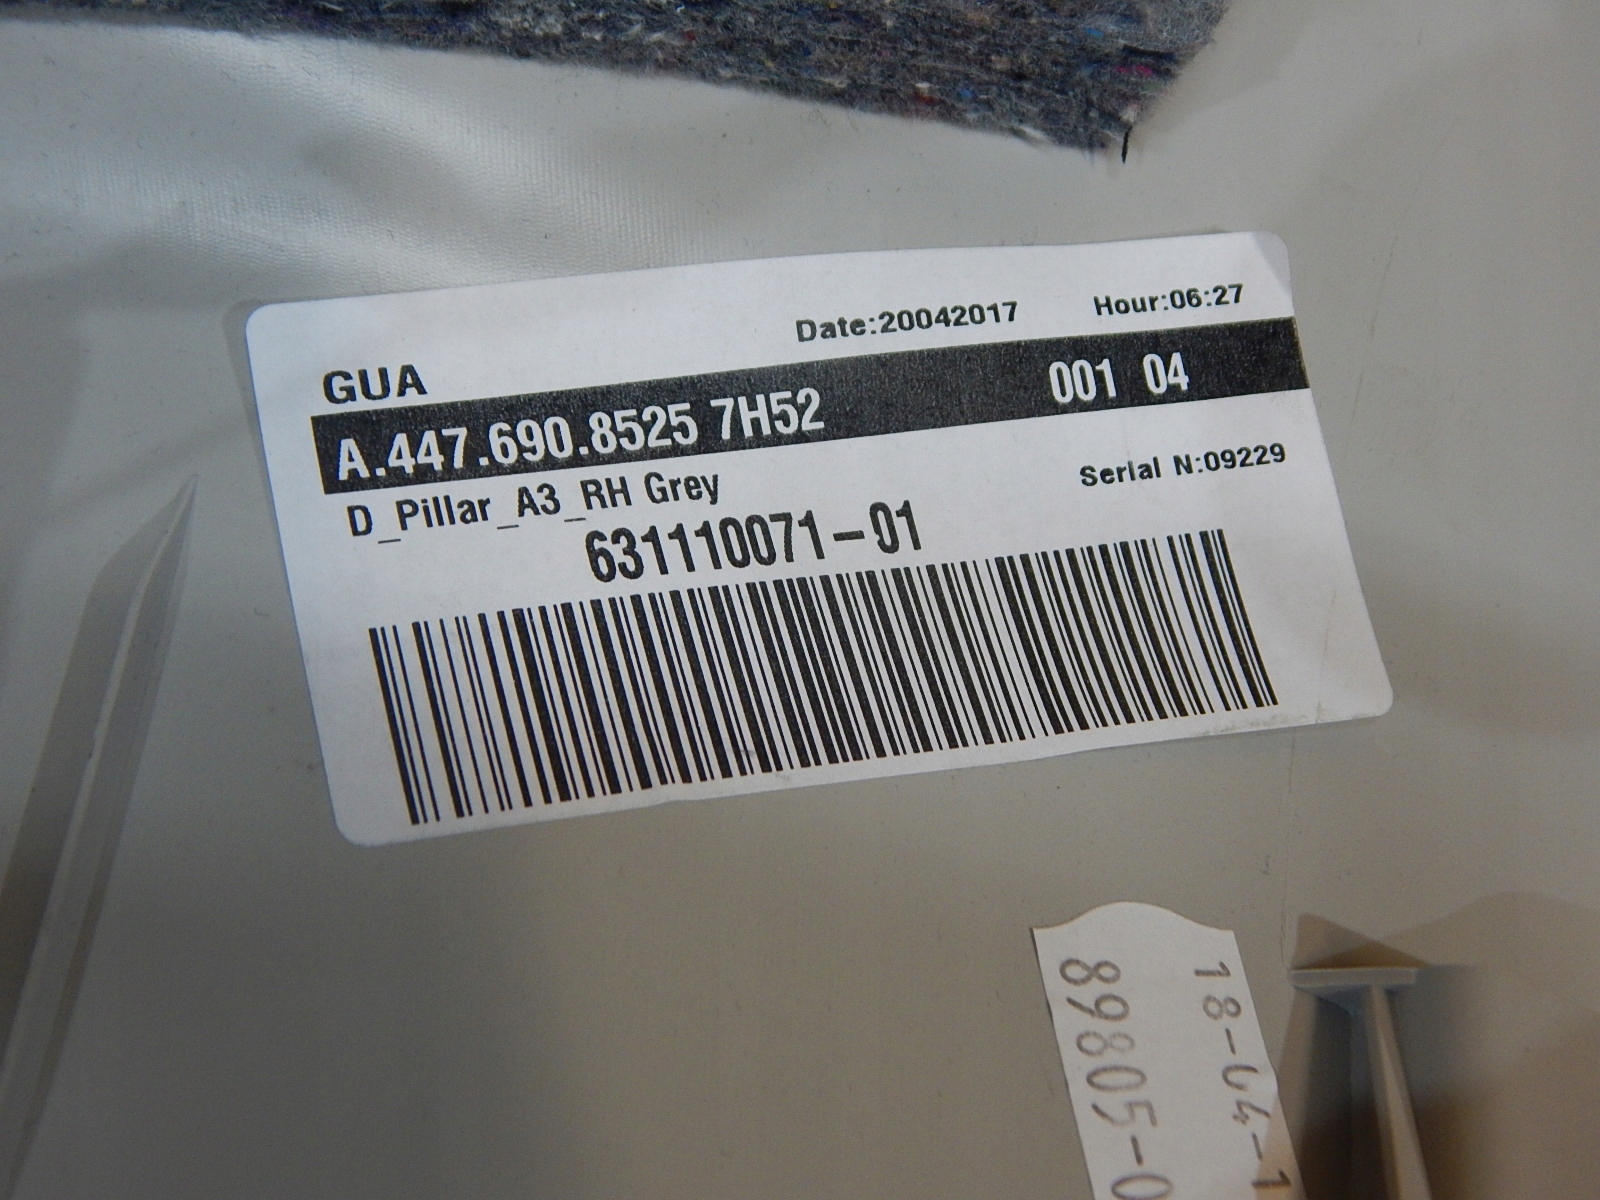 Date:20042017 Hour:06:27
GUA
A.447.690.8525 7H52 001 04
D_Pillar_A3_RH Grey
Serial N:09229
631110071-01
18-04-1
89805-0